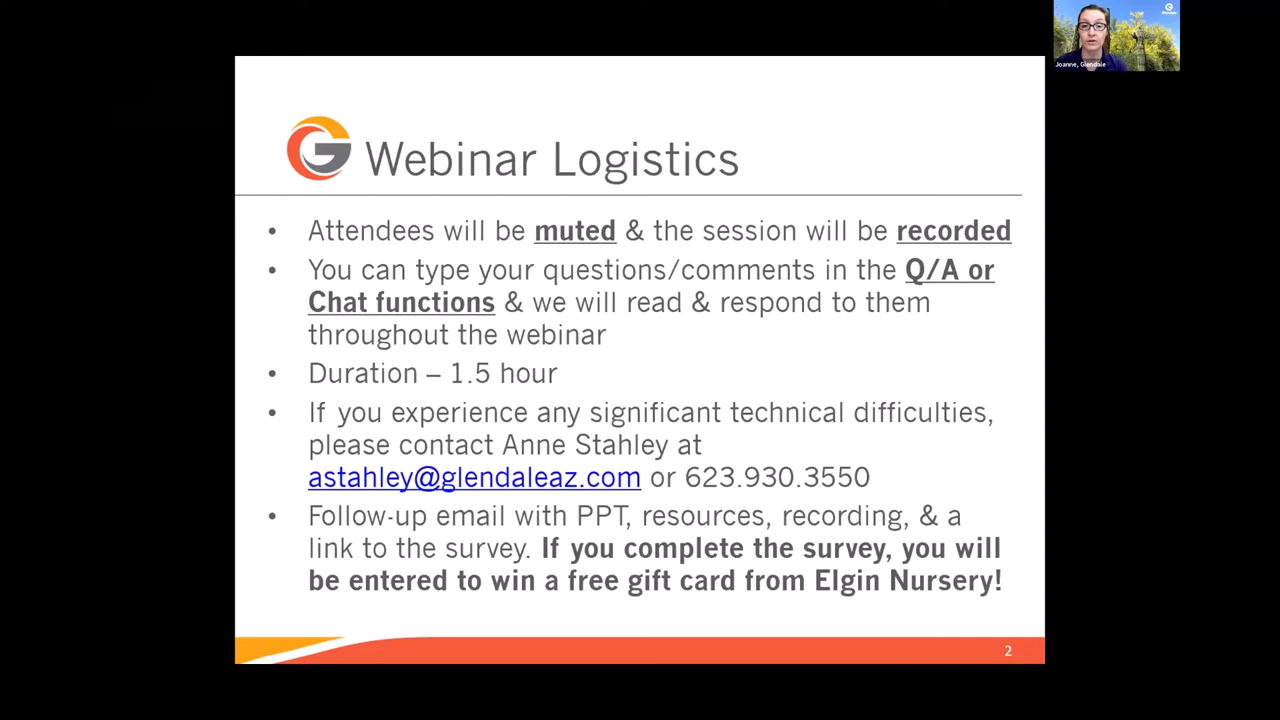 Joanne, Glendale
G Webinar Logistics
• Attendees will be muted & the session will be recorded
• You can type your questions/comments in the Q/A or
Chat functions & we will read & respond to them
throughout the webinar
• Duration – 1.5 hour
• If you experience any significant technical difficulties,
please contact Anne Stahley at
astahley@glendaleaz.com or 623.930.3550
• Follow-up email with PPT, resources, recording, & a
link to the survey. If you complete the survey, you will
be entered to win a free gift card from Elgin Nursery!
2